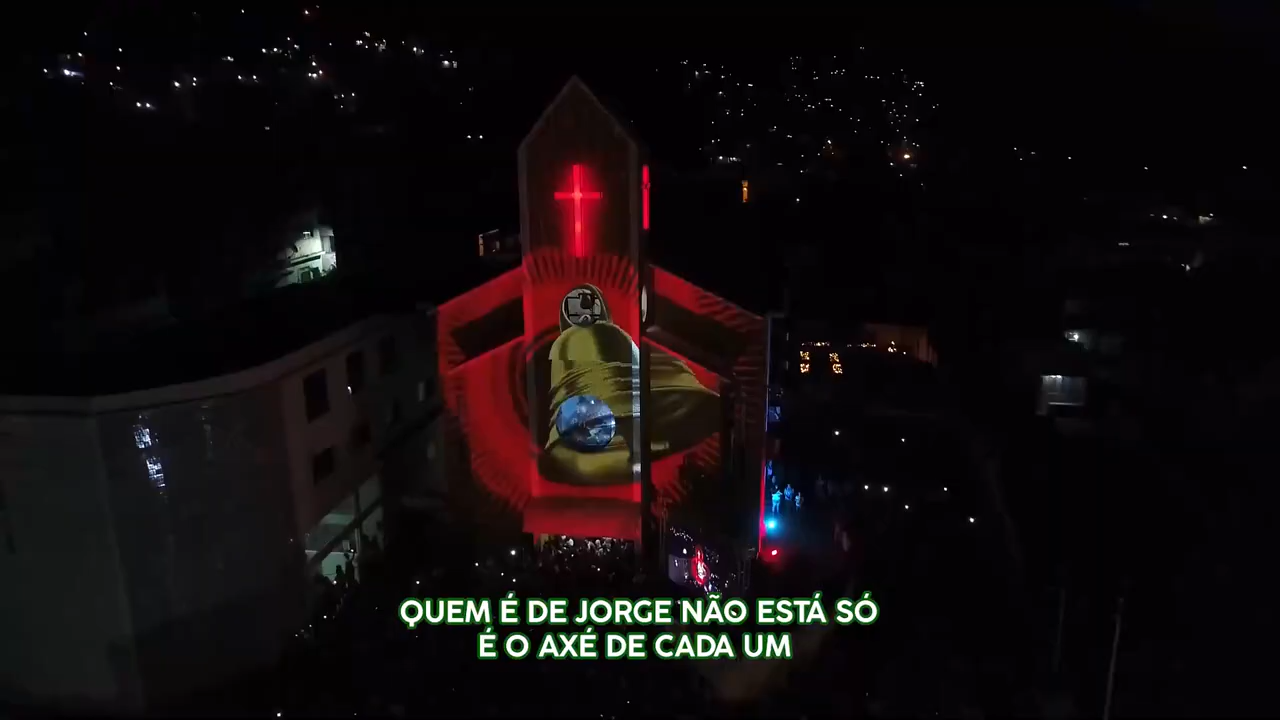 QUEM É DE JORGE NÃO ESTÁ SÓ
É O AXÉ DE CADA UM